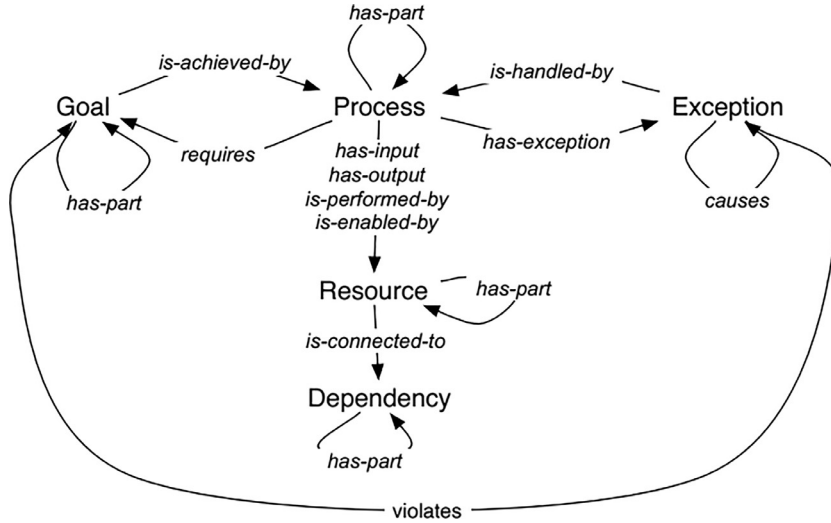 has-part
is-achieved-by
is-handled-by
Goal
Process
Exception
requires
has-exception
has-input
has-output
is-performed-by
is-enabled-by
has-part
causes
Resource
has-part
is-connected-to
Dependency
has-part
violates